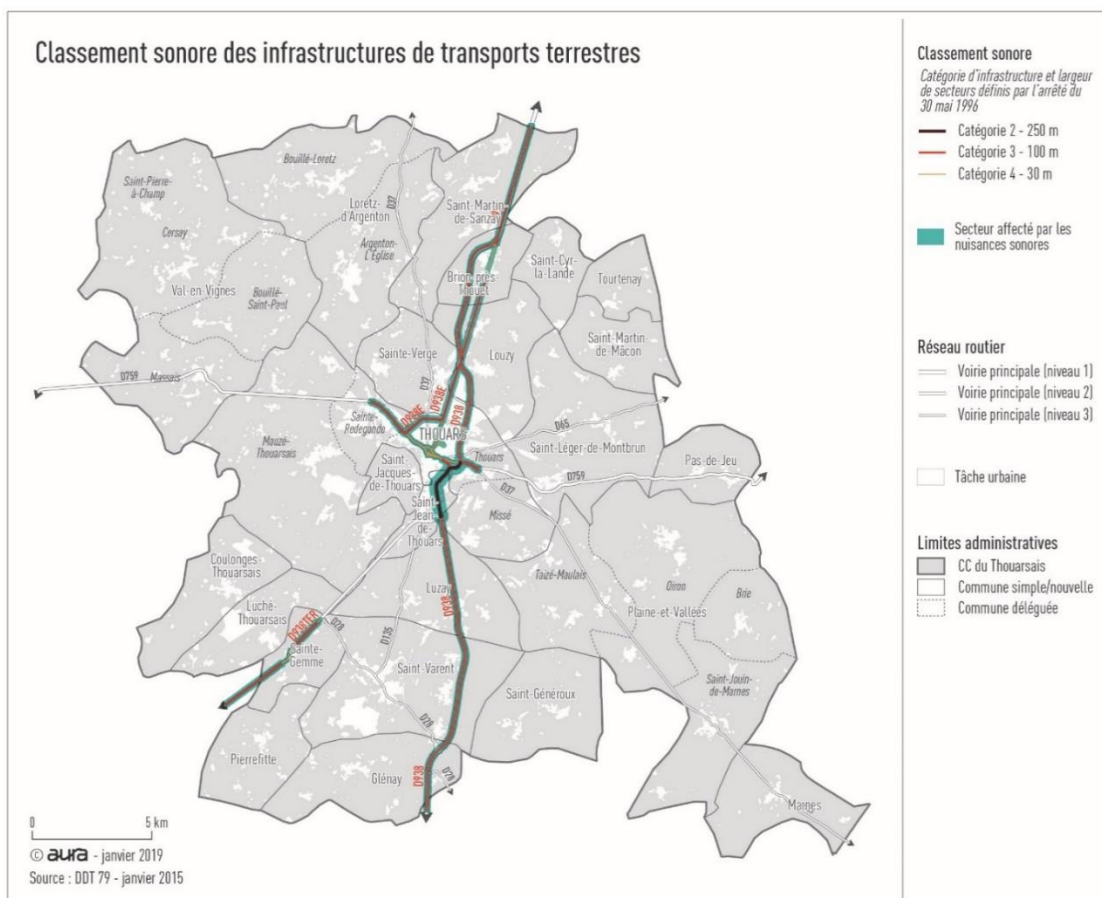 Classement sonore des infrastructures de transports terrestres
Bouillé-Loretz
Saint-Pierre-
à-Champ
Cersay
Loretz-
d'Argenton
D37
Saint-Martin-
de-Sanzay
Argenton-
L'Église
Val-en-Vignes
Bouillé-
Saint-Paul
Brion-près-
Thouet
Saint-Cyr-
la-Lande
Tourtenay
Saint-Martin-
de-Mâcon
Sainte-Verge
Louzy
D37
D759
Massais
D938E
D938E
D938
Sainte-
Radegonde
THOUARS
D65
Mauzé-
Thouarsais
Saint-
Jacques-
de-Thouars
Thouars
Saint-Léger-de-Montbrun
Pas-de-Jeu
D759
D37
Saint-
Jean-
de-
Thouars
Missé
Coulonges-
Thouarsais
Taizé-Maulais
Oiron
Brie
Luzay
D938
Luché-
Thouarsais
D938TER
D28
D135
Plaine-et-Vallées
Sainte-
Gemme
Saint-Varent
Saint-Généroux
Saint-Jouin-
de-Marnes
D28
Pierrefitte
Glénay
D938
D28
Marnes
0 5 km
© aura - janvier 2019
Source : DDT 79 - janvier 2015
Classement sonore
Catégorie d'infrastructure et largeur
de secteurs définis par l'arrêté du
30 mai 1996
Catégorie 2 - 250 m
Catégorie 3 - 100 m
Catégorie 4 - 30 m
Secteur affecté par les
nuisances sonores
Réseau routier
Voirie principale (niveau 1)
Voirie principale (niveau 2)
Voirie principale (niveau 3)
Tâche urbaine
Limites administratives
CC du Thouarsais
Commune simple/nouvelle
Commune déléguée